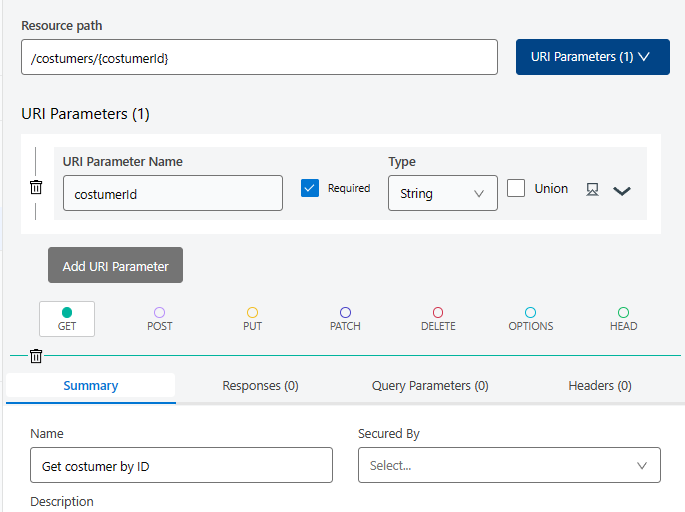 Resource path
/costumers/{costumerId}
URI Parameters (1)
URI Parameters (1)
URI Parameter Name
Type
costumerId
Required
String
Union
Add URI Parameter
GET
POST
PUT
PATCH
DELETE
OPTIONS
HEAD
Summary
Responses (0)
Query Parameters (0)
Headers (0)
Name
Secured By
Get costumer by ID
Select...
Description